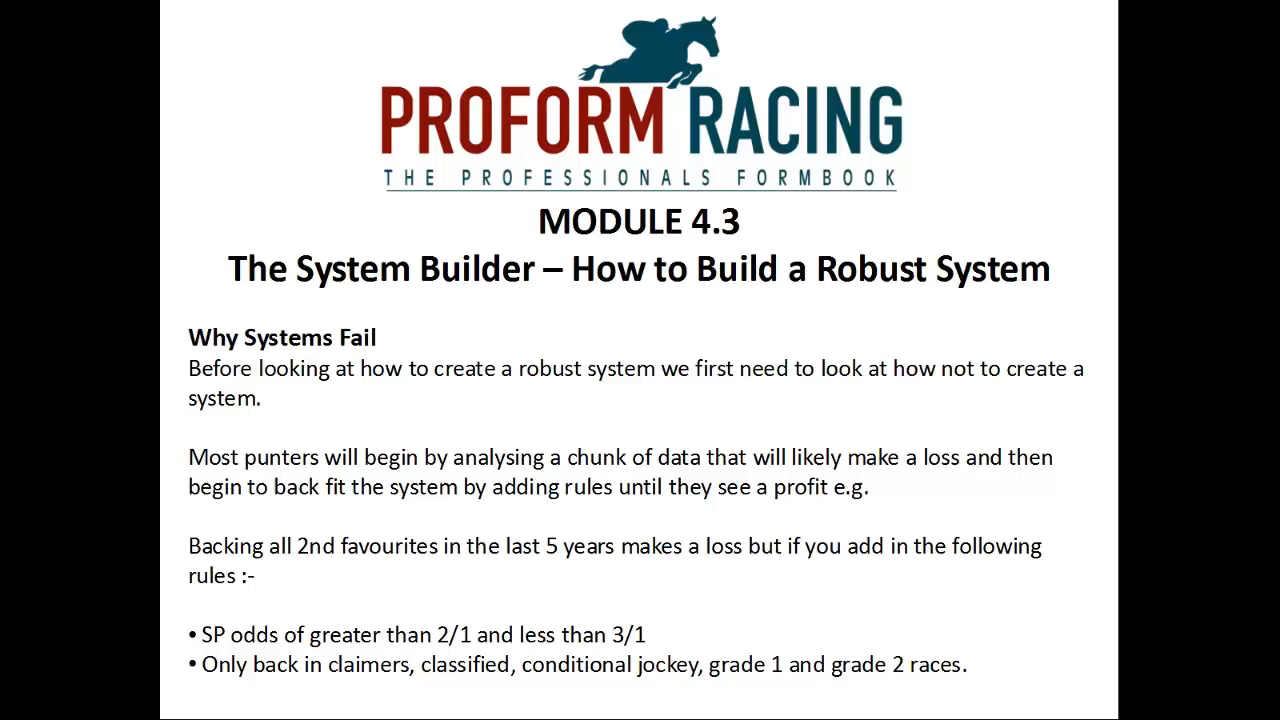 PROFORM RACING
THE PROFESSIONALS FORMBOOK
MODULE 4.3
The System Builder – How to Build a Robust System
Why Systems Fail
Before looking at how to create a robust system we first need to look at how not to create a
system.
Most punters will begin by analysing a chunk of data that will likely make a loss and then
begin to back fit the system by adding rules until they see a profit e.g.
Backing all 2nd favourites in the last 5 years makes a loss but if you add in the following
rules :-
• SP odds of greater than 2/1 and less than 3/1
• Only back in claimers, classified, conditional jockey, grade 1 and grade 2 races.